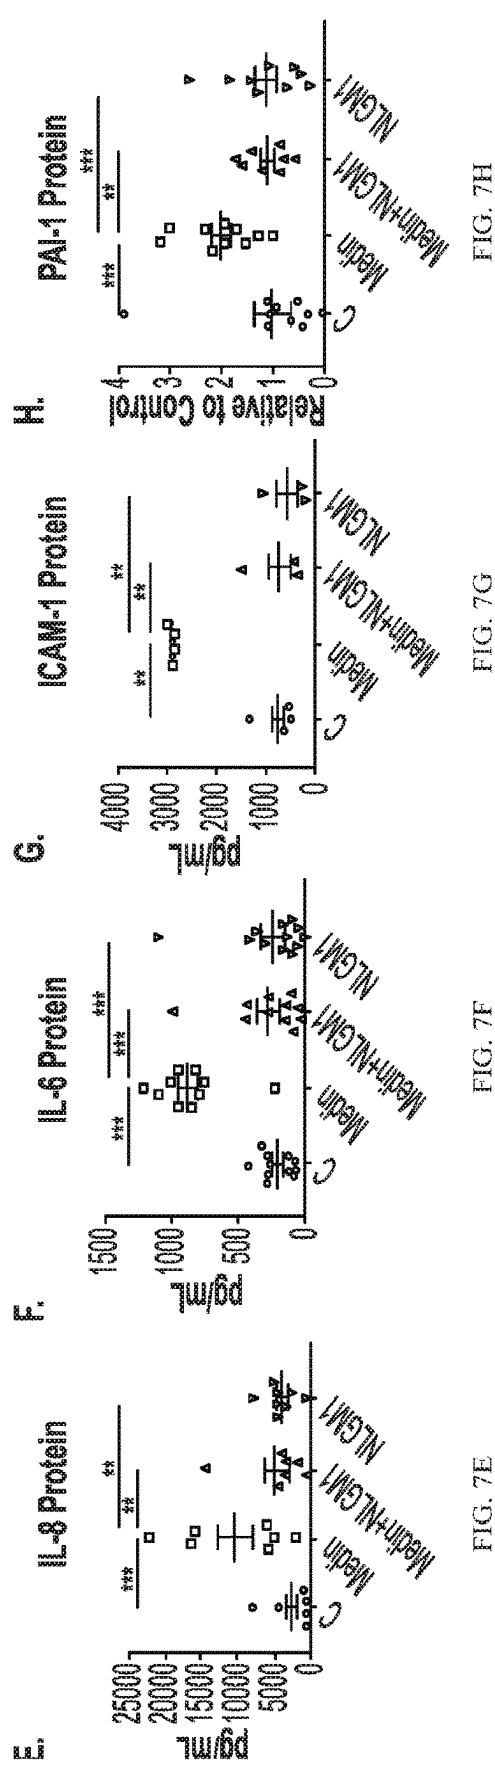 E.
IL-8 Protein
pg/mL
25000
20000
15000
10000
5000
0
***
**
**
C
Medin
Medin+NLGM1
NLGM1
FIG. 7E
F.
IL-6 Protein
pg/mL
1500
1000
500
0
***
***
***
C
Medin
Medin+NLGM1
NLGM1
FIG. 7F
G.
ICAM-1 Protein
pg/mL
4000
3000
2000
1000
0
**
**
**
C
Medin
Medin+NLGM1
NLGM1
FIG. 7G
H.
PAI-1 Protein
Relative to Control
4
3
2
1
0
***
**
***
C
Medin
Medin+NLGM1
NLGM1
FIG. 7H